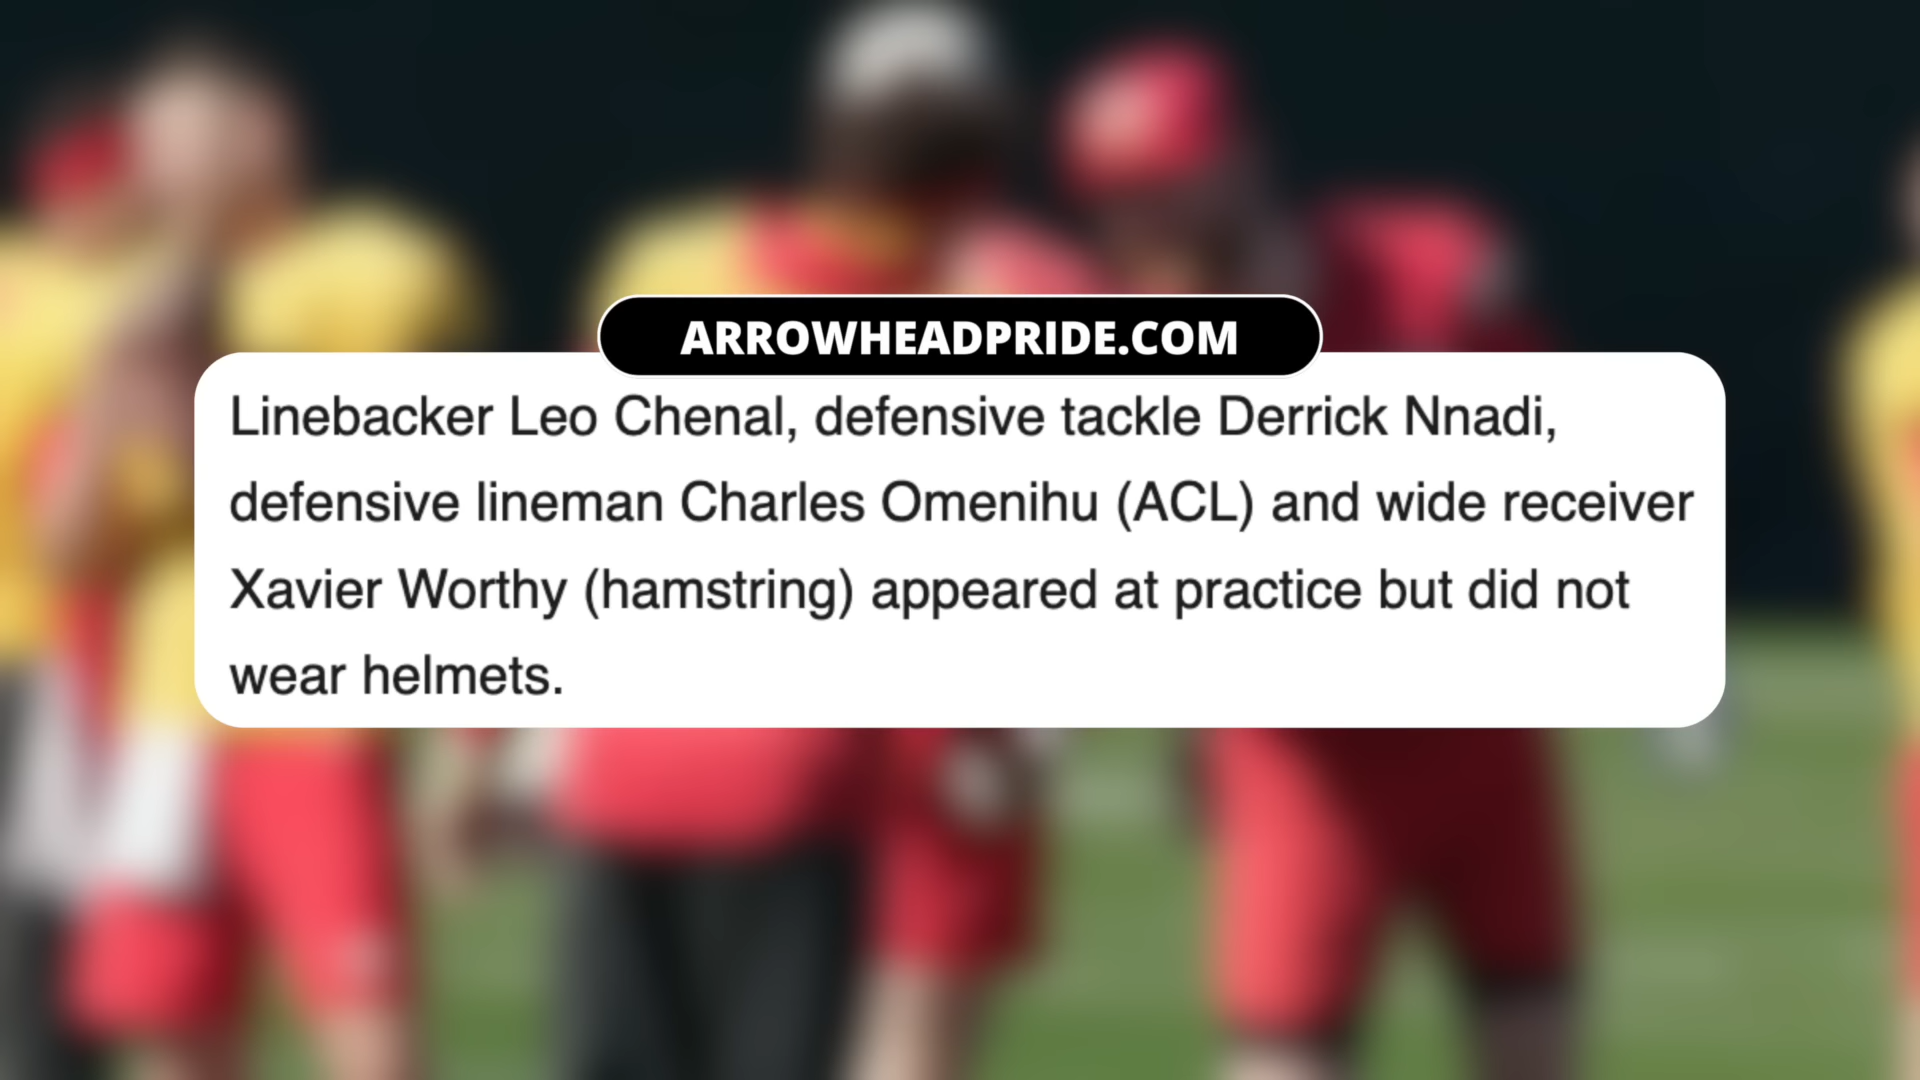 ARROWHEADPRIDE.COM
Linebacker Leo Chenal, defensive tackle Derrick Nnadi,
defensive lineman Charles Omenihu (ACL) and wide receiver
Xavier Worthy (hamstring) appeared at practice but did not
wear helmets.